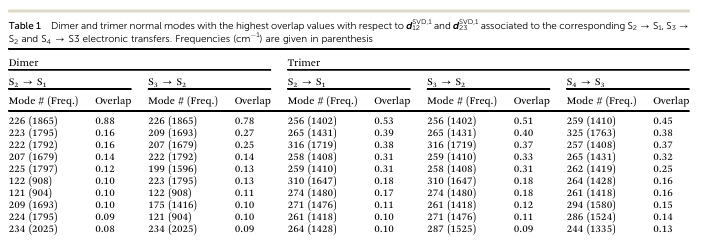 Table 1 Dimer and trimer normal modes with the highest overlap values with respect to d12^SVD,1 and d23^SVD,1 associated to the corresponding S2 → S1, S3 →
S2 and S4 → S3 electronic transfers. Frequencies (cm−1) are given in parenthesis
Dimer Trimer
S2 → S1 S3 → S2 S2 → S1 S3 → S2 S4 → S3
Mode # (Freq.) Overlap Mode # (Freq.) Overlap Mode # (Freq.) Overlap Mode # (Freq.) Overlap Mode # (Freq.) Overlap
226 (1865) 0.88 226 (1865) 0.78 256 (1402) 0.53 256 (1402) 0.51 259 (1410) 0.45
223 (1795) 0.16 209 (1693) 0.27 265 (1431) 0.39 265 (1431) 0.40 325 (1763) 0.38
222 (1792) 0.16 207 (1679) 0.25 316 (1719) 0.38 316 (1719) 0.37 257 (1408) 0.37
207 (1679) 0.14 222 (1792) 0.14 258 (1408) 0.31 259 (1410) 0.33 265 (1431) 0.32
225 (1797) 0.12 199 (1596) 0.13 259 (1410) 0.31 258 (1408) 0.31 262 (1419) 0.25
122 (908) 0.10 223 (1795) 0.13 310 (1647) 0.18 310 (1647) 0.18 264 (1428) 0.16
121 (904) 0.10 122 (908) 0.11 274 (1480) 0.17 274 (1480) 0.18 261 (1418) 0.16
209 (1693) 0.10 175 (1416) 0.10 271 (1476) 0.11 261 (1418) 0.12 294 (1580) 0.15
224 (1795) 0.09 121 (904) 0.10 261 (1418) 0.10 271 (1476) 0.11 286 (1524) 0.14
234 (2025) 0.08 234 (2025) 0.09 264 (1428) 0.10 287 (1525) 0.09 244 (1335) 0.13